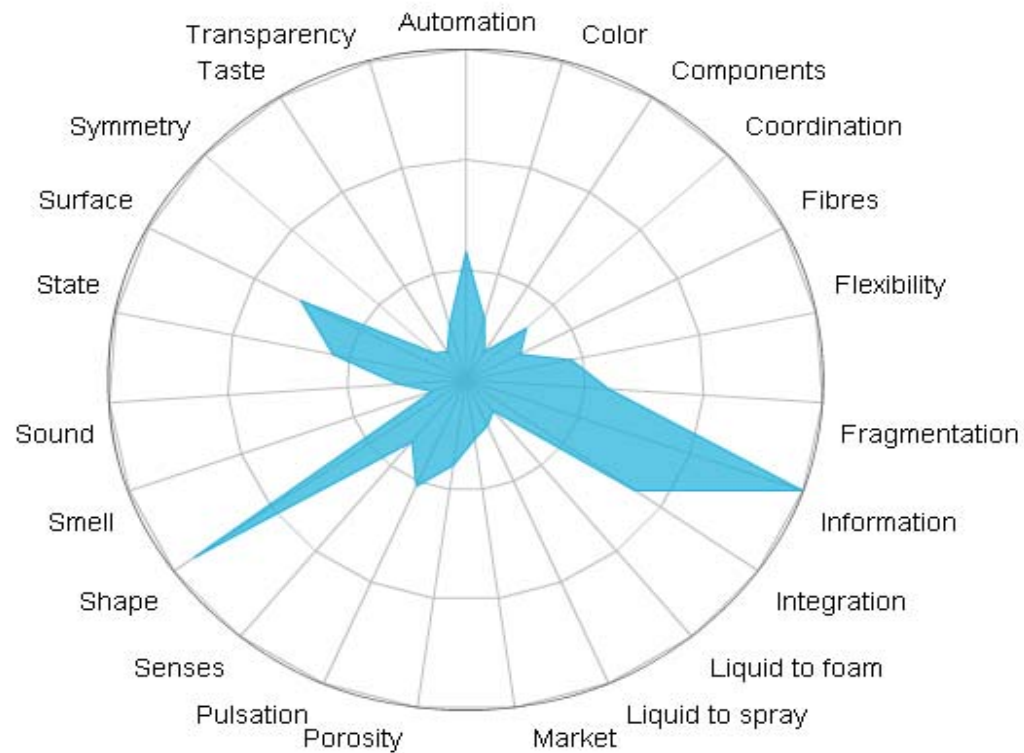 Automation
Color
Components
Coordination
Fibres
Flexibility
Fragmentation
Information
Integration
Liquid to foam
Liquid to spray
Market
Porosity
Pulsation
Senses
Shape
Smell
Sound
State
Surface
Symmetry
Taste
Transparency